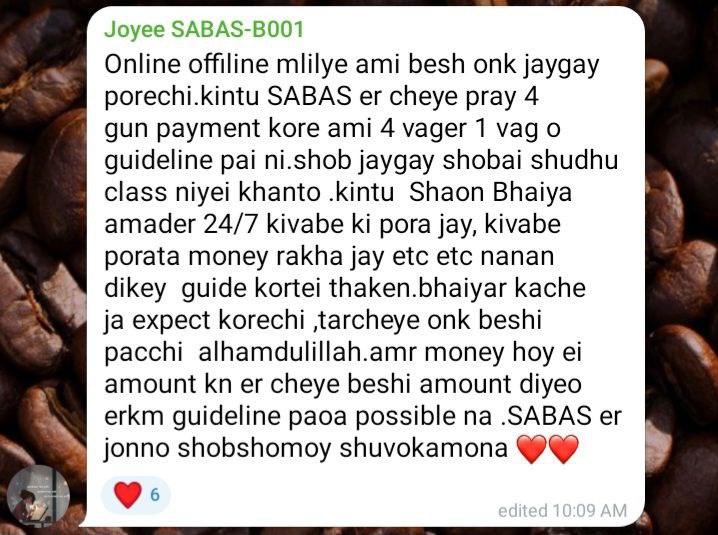 Joyee SABAS-B001
Online offiline mlilye ami besh onk jaygay
porechi.kintu SABAS er cheye pray 4
gun payment kore ami 4 vager 1 vag o
guideline pai ni.shob jaygay shobai shudhu
class niyei khanto .kintu Shaon Bhaiya
amader 24/7 kivabe ki pora jay, kivabe
porata money rakha jay etc etc nanan
dikey guide kortei thaken.bhaiyar kache
ja expect korechi ,tarcheye onk beshi
pacchi alhamdulillah.amr money hoy ei
amount kn er cheye beshi amount diyeo
erkm guideline paoa possible na .SABAS er
jonno shobshomoy shuvokamona ❤️❤️
❤️ 6
edited 10:09 AM